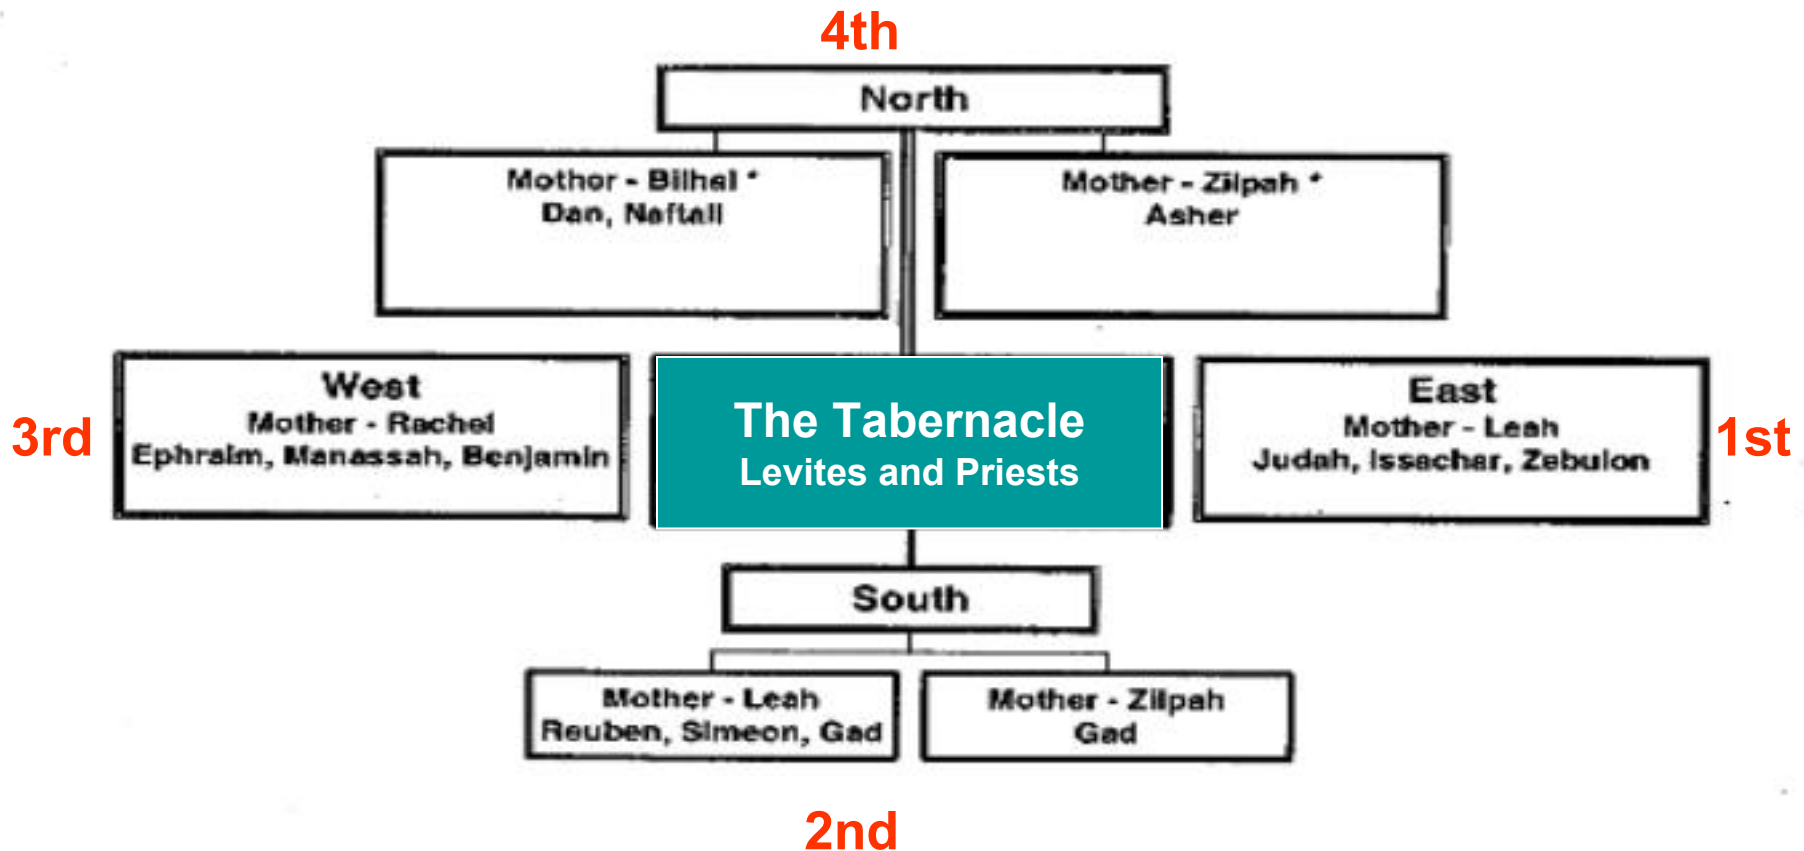 4th
North
Mothor - Bilhel *
Dan, Naftali
Mother - Zilpah *
Asher
3rd
West
Mother - Rachel
Ephraim, Manassah, Benjamin
The Tabernacle
Levites and Priests
East
Mother - Leah
Judah, Issachar, Zebulon
1st
South
Mother - Leah
Reuben, Simeon, Gad
Mother - Zilpah
Gad
2nd